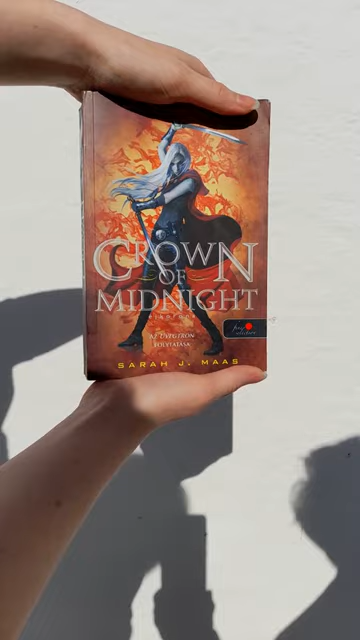 CROWN
OF
MIDNIGHT
AZ ÜVEGTRÓN
FOLYTATÁSA
SARAH J. MAAS